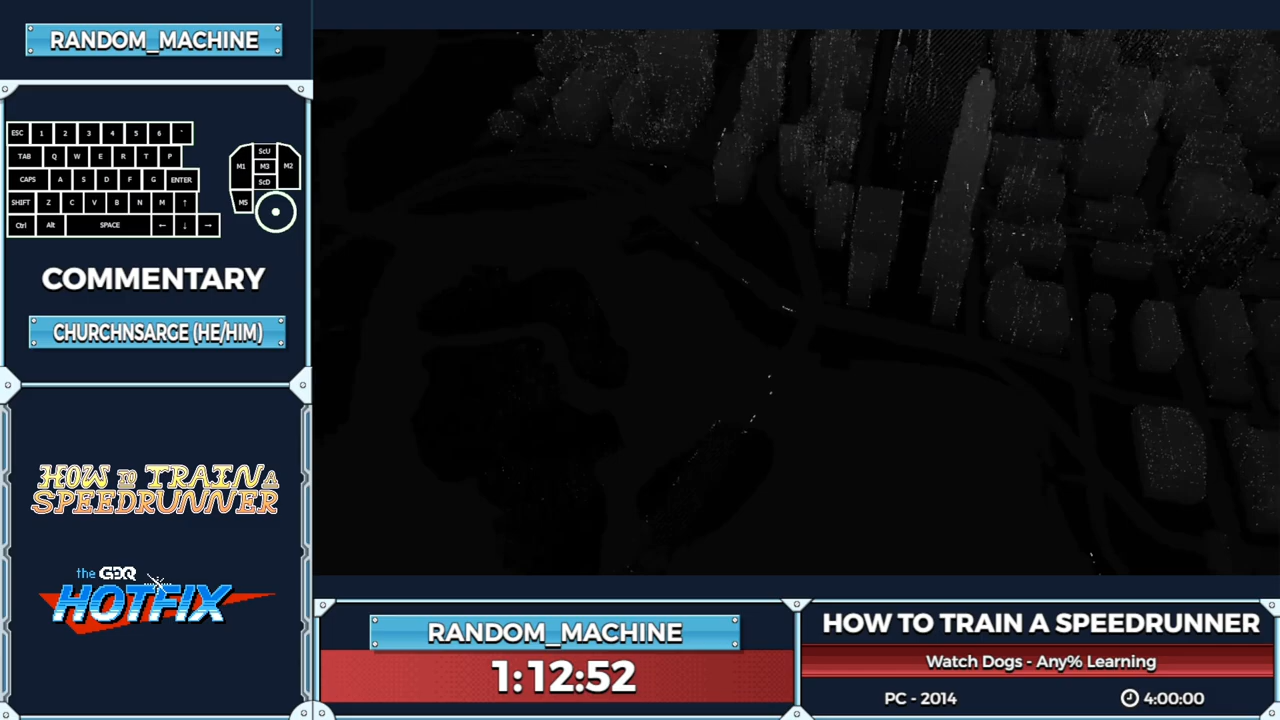 RANDOM_MACHINE
ESC 1 2 3 4 5 6 `
TAB Q W E R T P
CAPS A S D F G ENTER
SHIFT Z X C V B N M ↑
Ctrl Alt SPACE ← ↓ →
ScU
M1 M3 M2
ScD
M5
COMMENTARY
CHURCHNSARGE (HE/HIM)
HOW TO TRAIN A
SPEEDRUNNER
the GDQ
HOTFIX
RANDOM_MACHINE
1:12:52
HOW TO TRAIN A SPEEDRUNNER
Watch Dogs - Any% Learning
PC - 2014 4:00:00